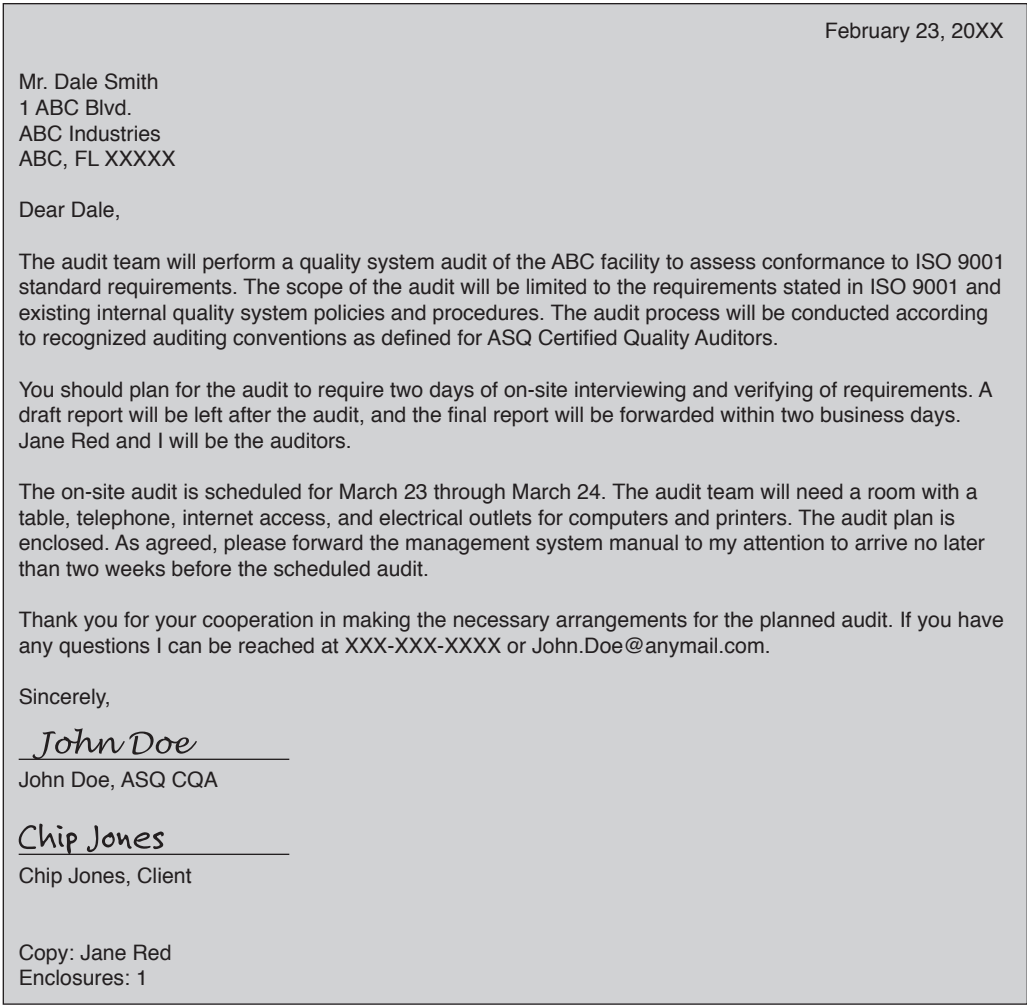 February 23, 20XX
Mr. Dale Smith
1 ABC Blvd.
ABC Industries
ABC, FL XXXXX
Dear Dale,
The audit team will perform a quality system audit of the ABC facility to assess conformance to ISO 9001
standard requirements. The scope of the audit will be limited to the requirements stated in ISO 9001 and
existing internal quality system policies and procedures. The audit process will be conducted according
to recognized auditing conventions as defined for ASQ Certified Quality Auditors.
You should plan for the audit to require two days of on-site interviewing and verifying of requirements. A
draft report will be left after the audit, and the final report will be forwarded within two business days.
Jane Red and I will be the auditors.
The on-site audit is scheduled for March 23 through March 24. The audit team will need a room with a
table, telephone, internet access, and electrical outlets for computers and printers. The audit plan is
enclosed. As agreed, please forward the management system manual to my attention to arrive no later
than two weeks before the scheduled audit.
Thank you for your cooperation in making the necessary arrangements for the planned audit. If you have
any questions I can be reached at XXX-XXX-XXXX or John.Doe@anymail.com.
Sincerely,
John Doe
John Doe, ASQ CQA
Chip Jones
Chip Jones, Client
Copy: Jane Red
Enclosures: 1